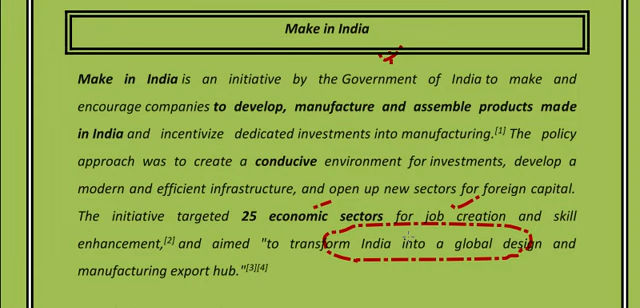 Make in India
Make in India is an initiative by the Government of India to make and
encourage companies to develop, manufacture and assemble products made
in India and incentivize dedicated investments into manufacturing.[1] The policy
approach was to create a conducive environment for investments, develop a
modern and efficient infrastructure, and open up new sectors for foreign capital.
The initiative targeted 25 economic sectors for job creation and skill
enhancement,[2] and aimed "to transform India into a global design and
manufacturing export hub."[3][4]